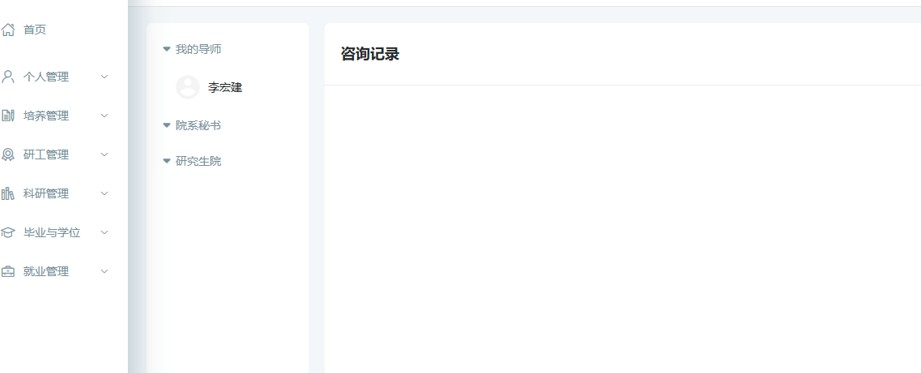 首页
个人管理
培养管理
研工管理
科研管理
毕业与学位
就业管理
我的导师
李宏建
院系秘书
研究生院
咨询记录